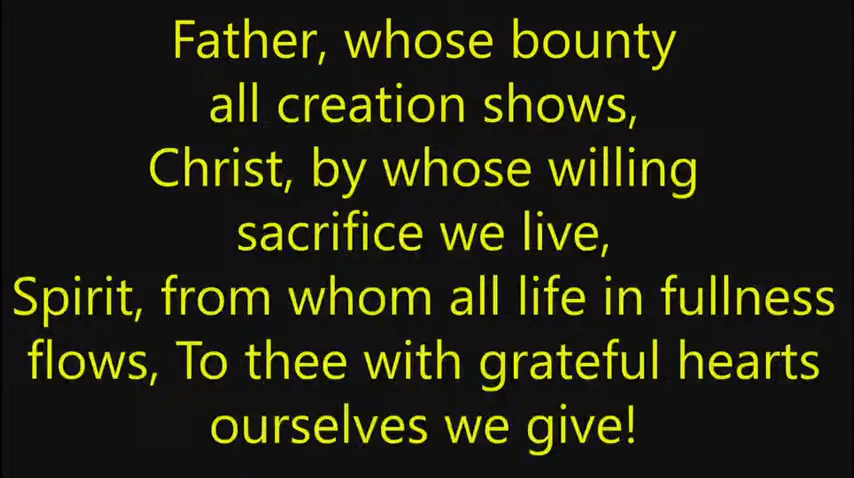 Father, whose bounty
all creation shows,
Christ, by whose willing
sacrifice we live,
Spirit, from whom all life in fullness
flows, To thee with grateful hearts
ourselves we give!